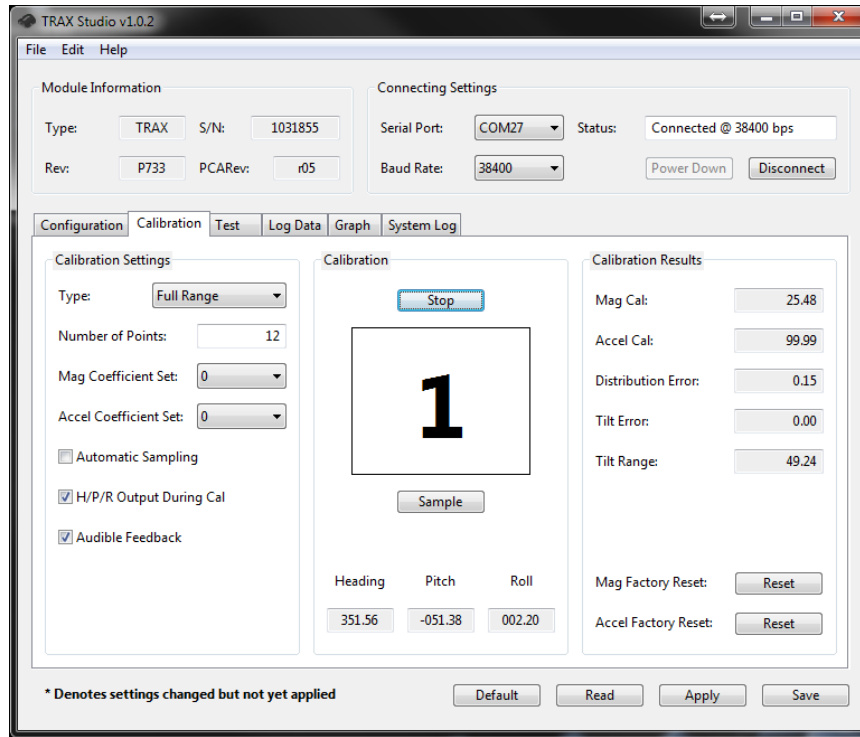 TRAX Studio v1.0.2
File Edit Help
Module Information
Type: TRAX S/N: 1031855
Rev: P733 PCARev: r05
Connecting Settings
Serial Port: COM27 Status: Connected @ 38400 bps
Baud Rate: 38400 Power Down Disconnect
Configuration Calibration Test Log Data Graph System Log
Calibration Settings
Type: Full Range
Number of Points: 12
Mag Coefficient Set: 0
Accel Coefficient Set: 0
Automatic Sampling
H/P/R Output During Cal
Audible Feedback
Calibration
Stop
1
Sample
Heading Pitch Roll
351.56 -051.38 002.20
Calibration Results
Mag Cal: 25.48
Accel Cal: 99.99
Distribution Error: 0.15
Tilt Error: 0.00
Tilt Range: 49.24
Mag Factory Reset: Reset
Accel Factory Reset: Reset
* Denotes settings changed but not yet applied
Default Read Apply Save